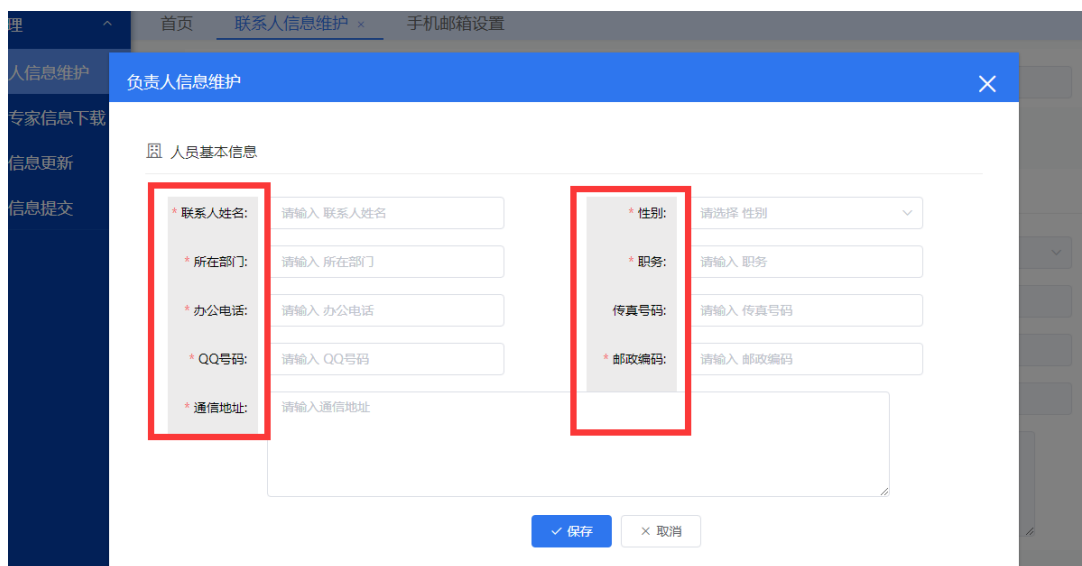 理 首页 联系人信息维护 × 手机邮箱设置
人信息维护
负责人信息维护
专家信息下载
人员基本信息
信息更新
信息提交
* 联系人姓名: 请输入 联系人姓名 * 性别: 请选择 性别
* 所在部门: 请输入 所在部门 * 职务: 请输入 职务
* 办公电话: 请输入 办公电话 传真号码: 请输入 传真号码
* QQ号码: 请输入 QQ号码 * 邮政编码: 请输入 邮政编码
* 通信地址: 请输入通信地址
保存 取消